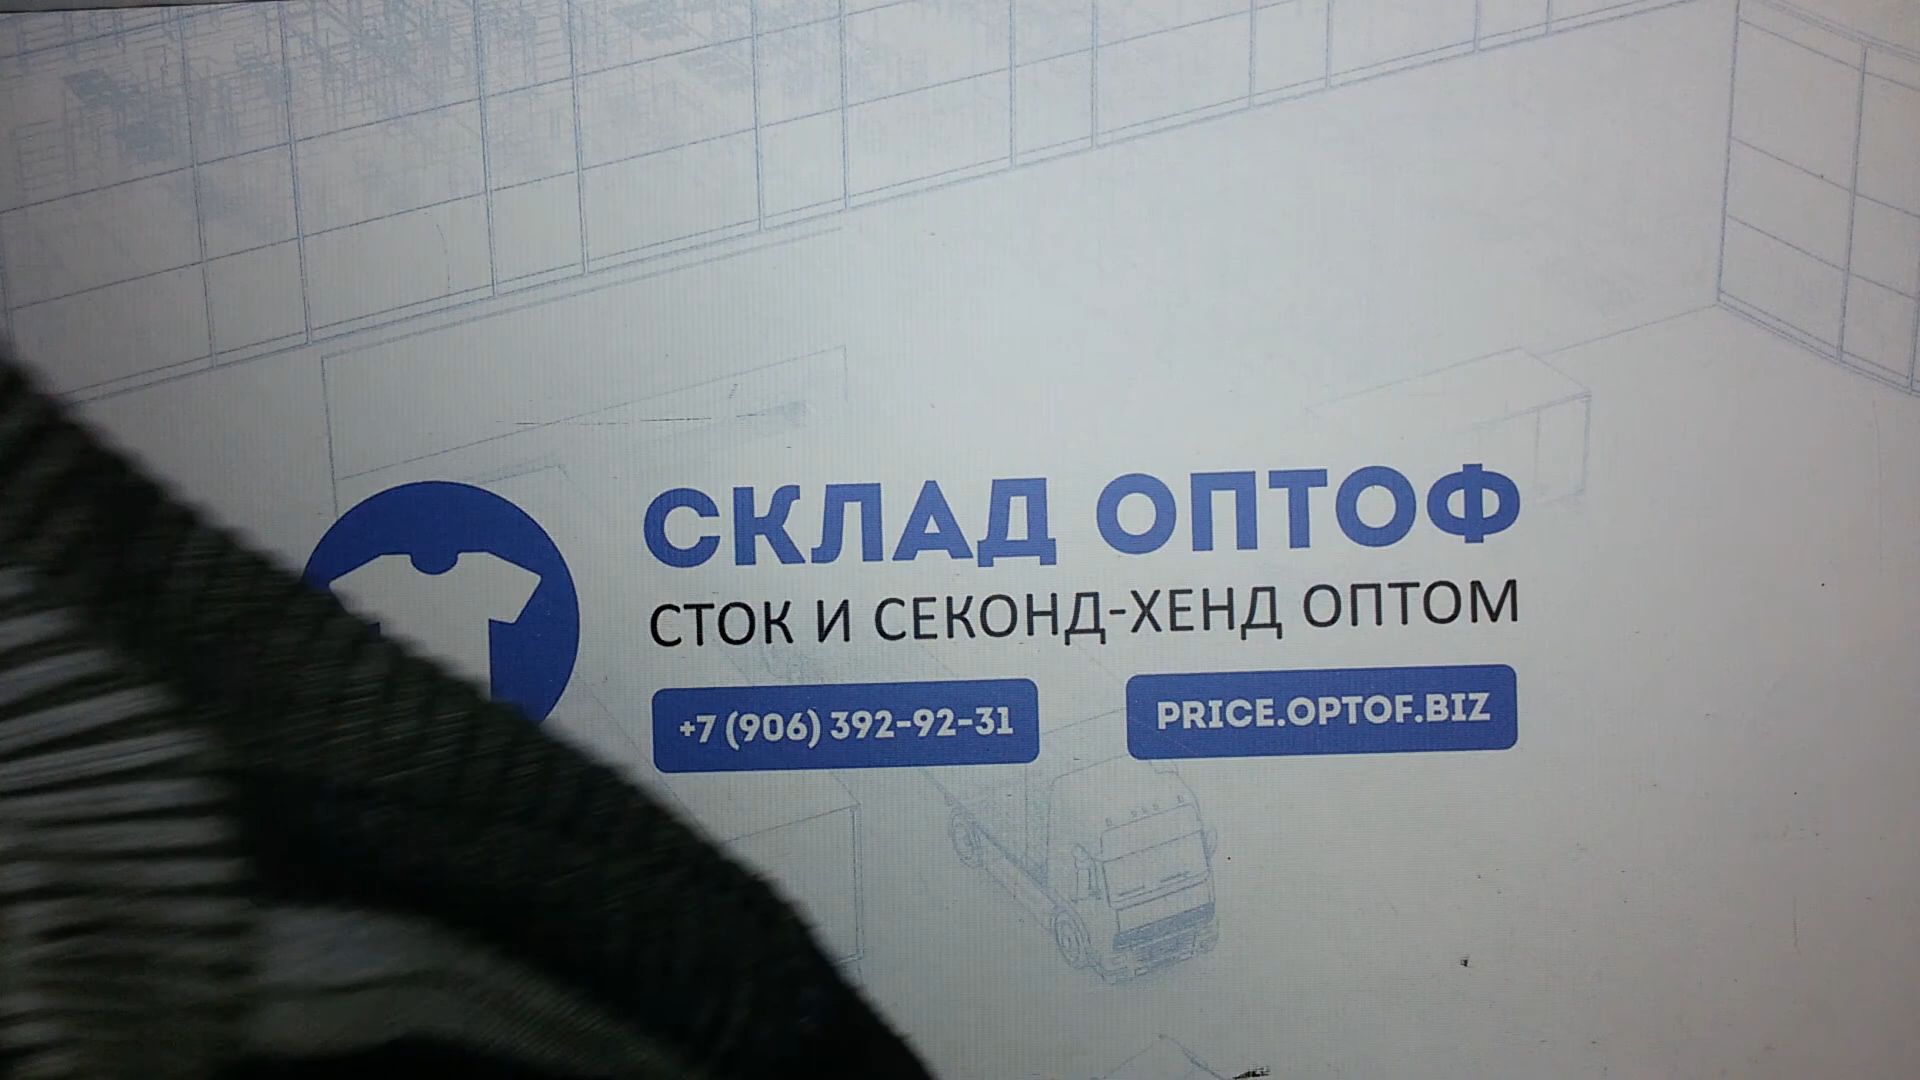 СКЛАД ОПТОФ
СТОК И СЕКОНД-ХЕНД ОПТОМ
+7 (906) 392-92-31
PRICE.OPTOF.BIZ